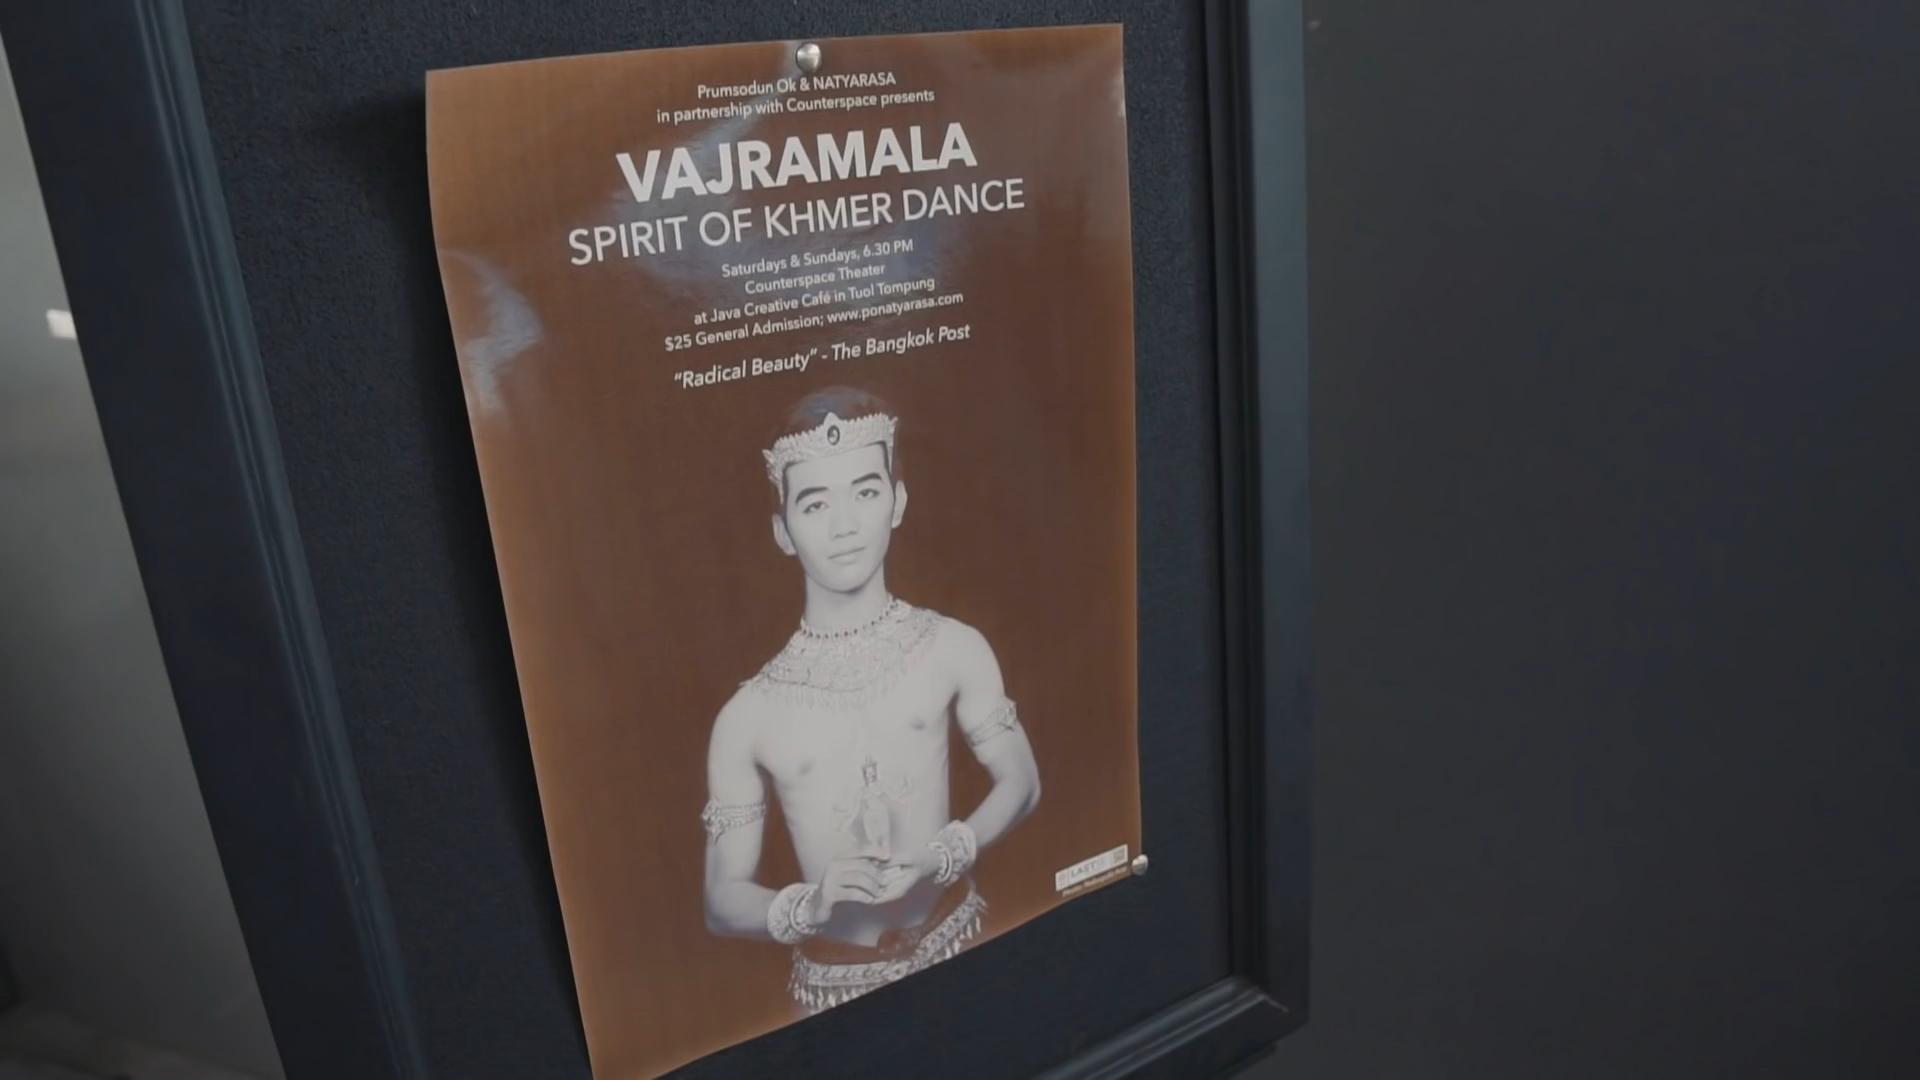 Prumsodun Ok & NATYARASA
in partnership with Counterspace presents
VAJRAMALA
SPIRIT OF KHMER DANCE
Saturdays & Sundays, 6.30 PM
Counterspace Theater
at Java Creative Café in Tuol Tompung
$25 General Admission; www.ponatyarasa.com
"Radical Beauty" - The Bangkok Post
LAST